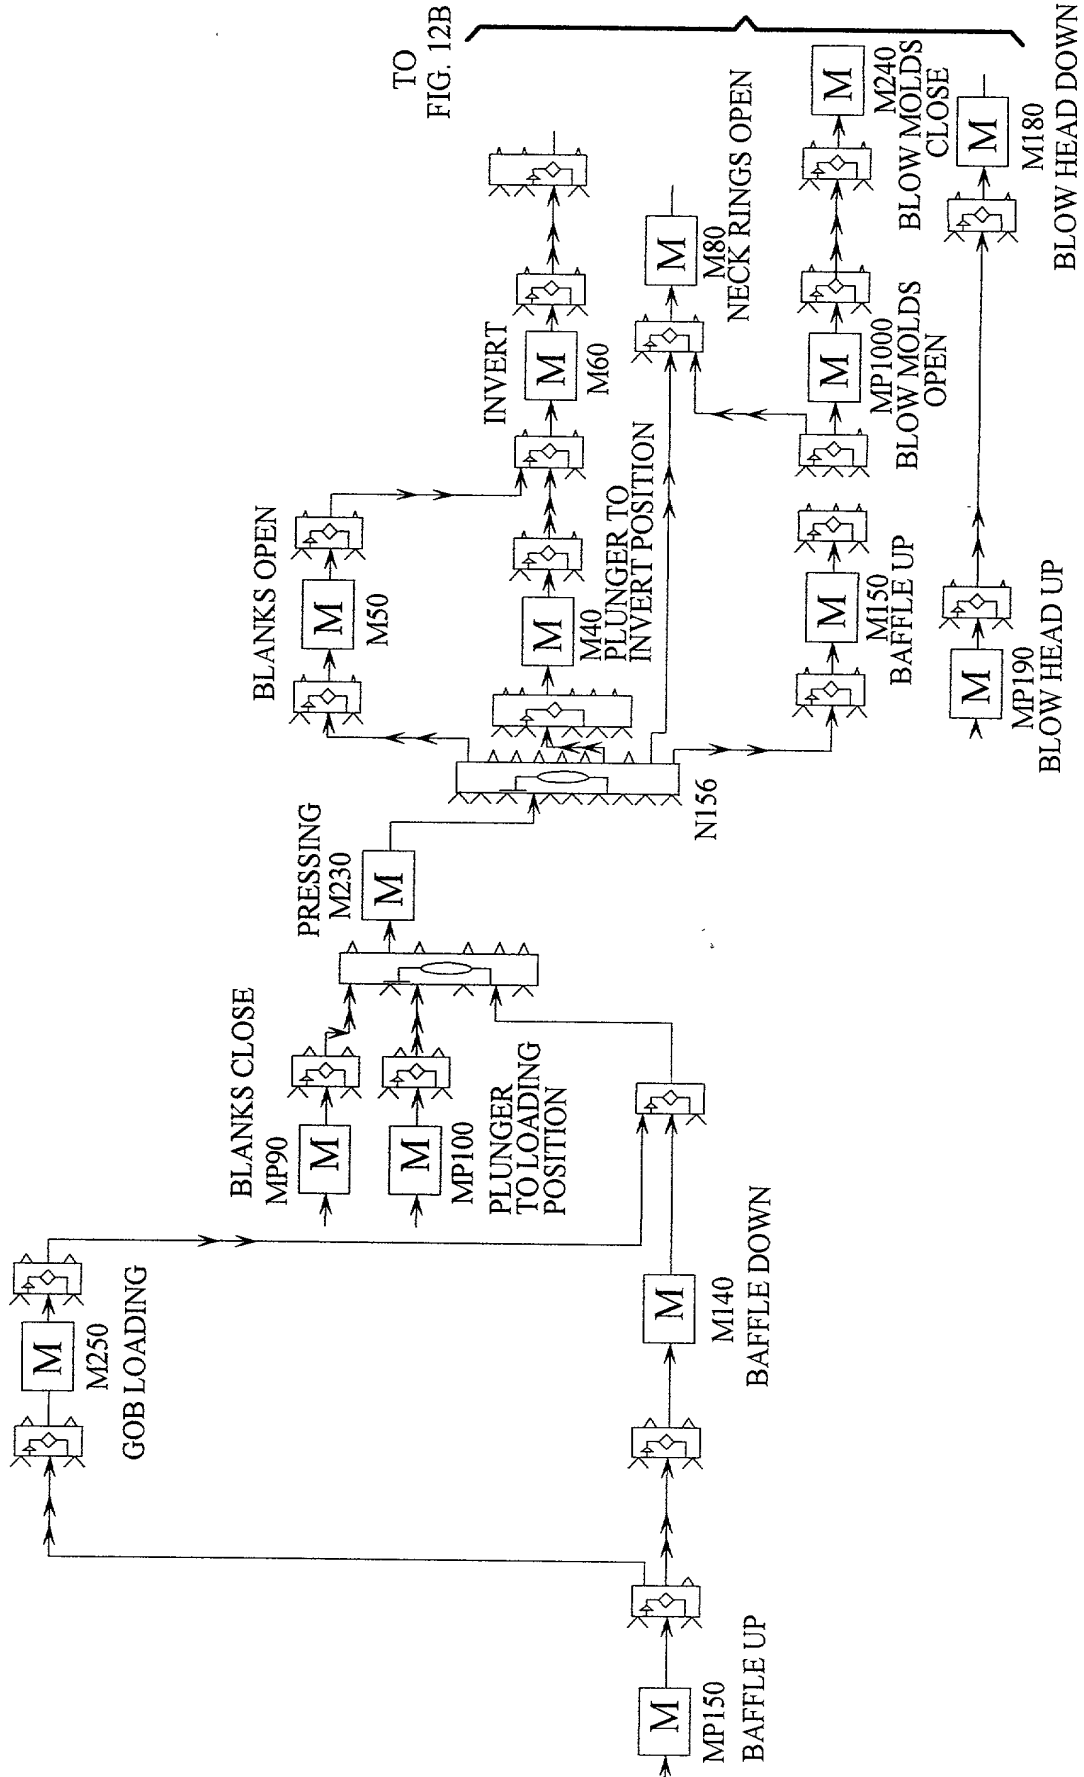 TO
FIG. 12B
M
MP150
BAFFLE UP
M
M250
GOB LOADING
M
M140
BAFFLE DOWN
BLANKS CLOSE
MP90
M
M
MP100
PLUNGER
TO LOADING
POSITION
PRESSING
M230
M
N156
BLANKS OPEN
M
M50
M
M40
PLUNGER TO
INVERT POSITION
INVERT
M
M60
M
M80
NECK RINGS OPEN
M
M150
BAFFLE UP
M
MP1000
BLOW MOLDS
OPEN
M
M240
BLOW MOLDS
CLOSE
M
MP190
BLOW HEAD UP
M
M180
BLOW HEAD DOWN